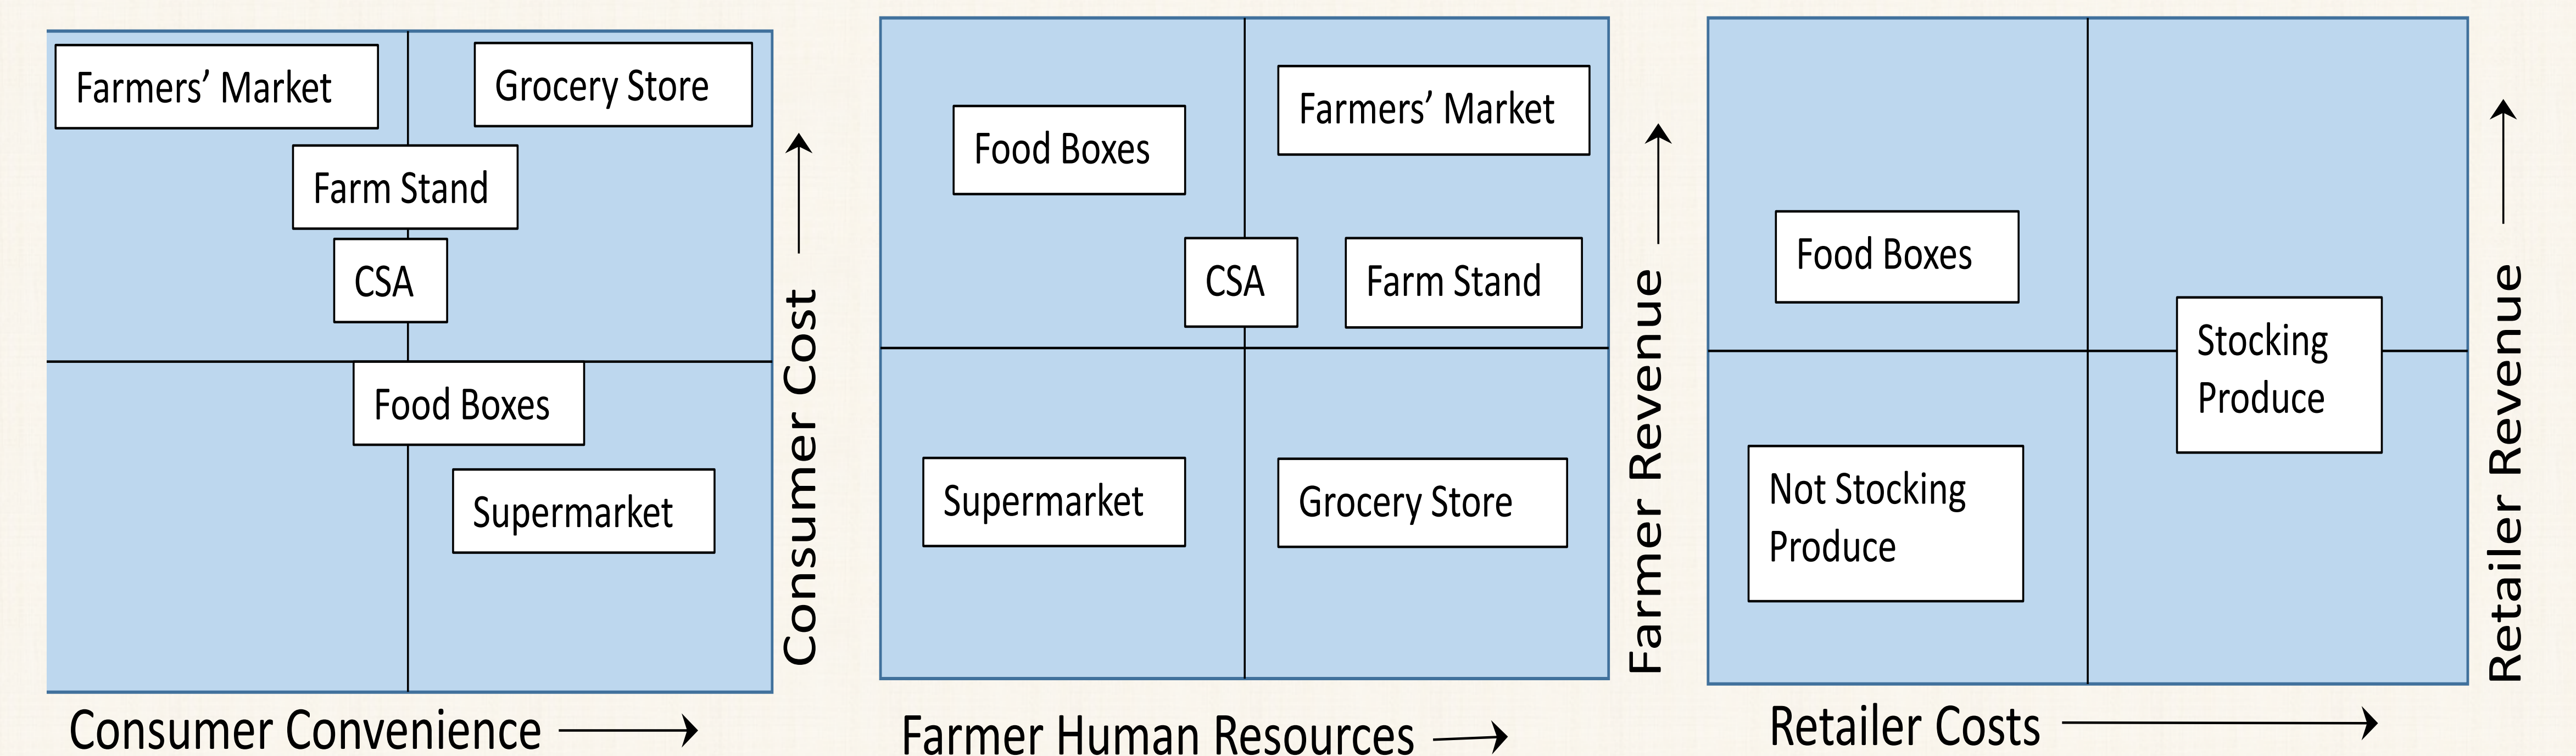 Farmers’ Market
Grocery Store
Farm Stand
CSA
Food Boxes
Supermarket
Consumer Cost
Consumer Convenience
Farmers’ Market
Food Boxes
CSA
Farm Stand
Supermarket
Grocery Store
Farmer Revenue
Farmer Human Resources
Food Boxes
Stocking
Produce
Not Stocking
Produce
Retailer Revenue
Retailer Costs